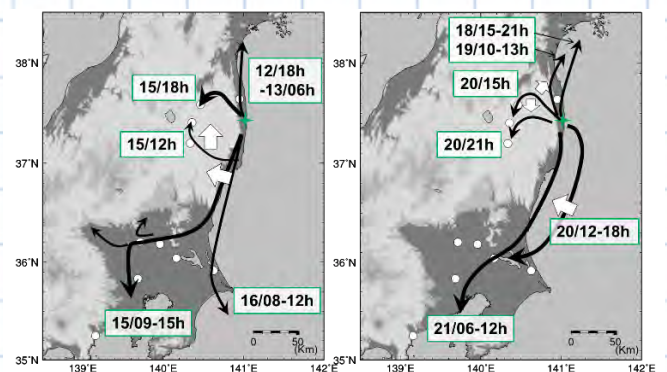 38°N
37°N
36°N
35°N
139°E
140°E
141°E
142°E
15/18h
12/18h
-13/06h
15/12h
16/08-12h
15/09-15h
0
50
(Km)
38°N
37°N
36°N
35°N
139°E
140°E
141°E
142°E
18/15-21h
19/10-13h
20/15h
20/21h
20/12-18h
21/06-12h
0
50
(Km)